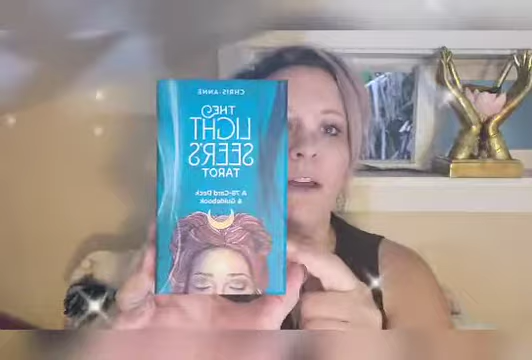 CHRIS-ANNE
THE
LIGHT
SEER'S
TAROT
A 78-Card Deck
& Guidebook